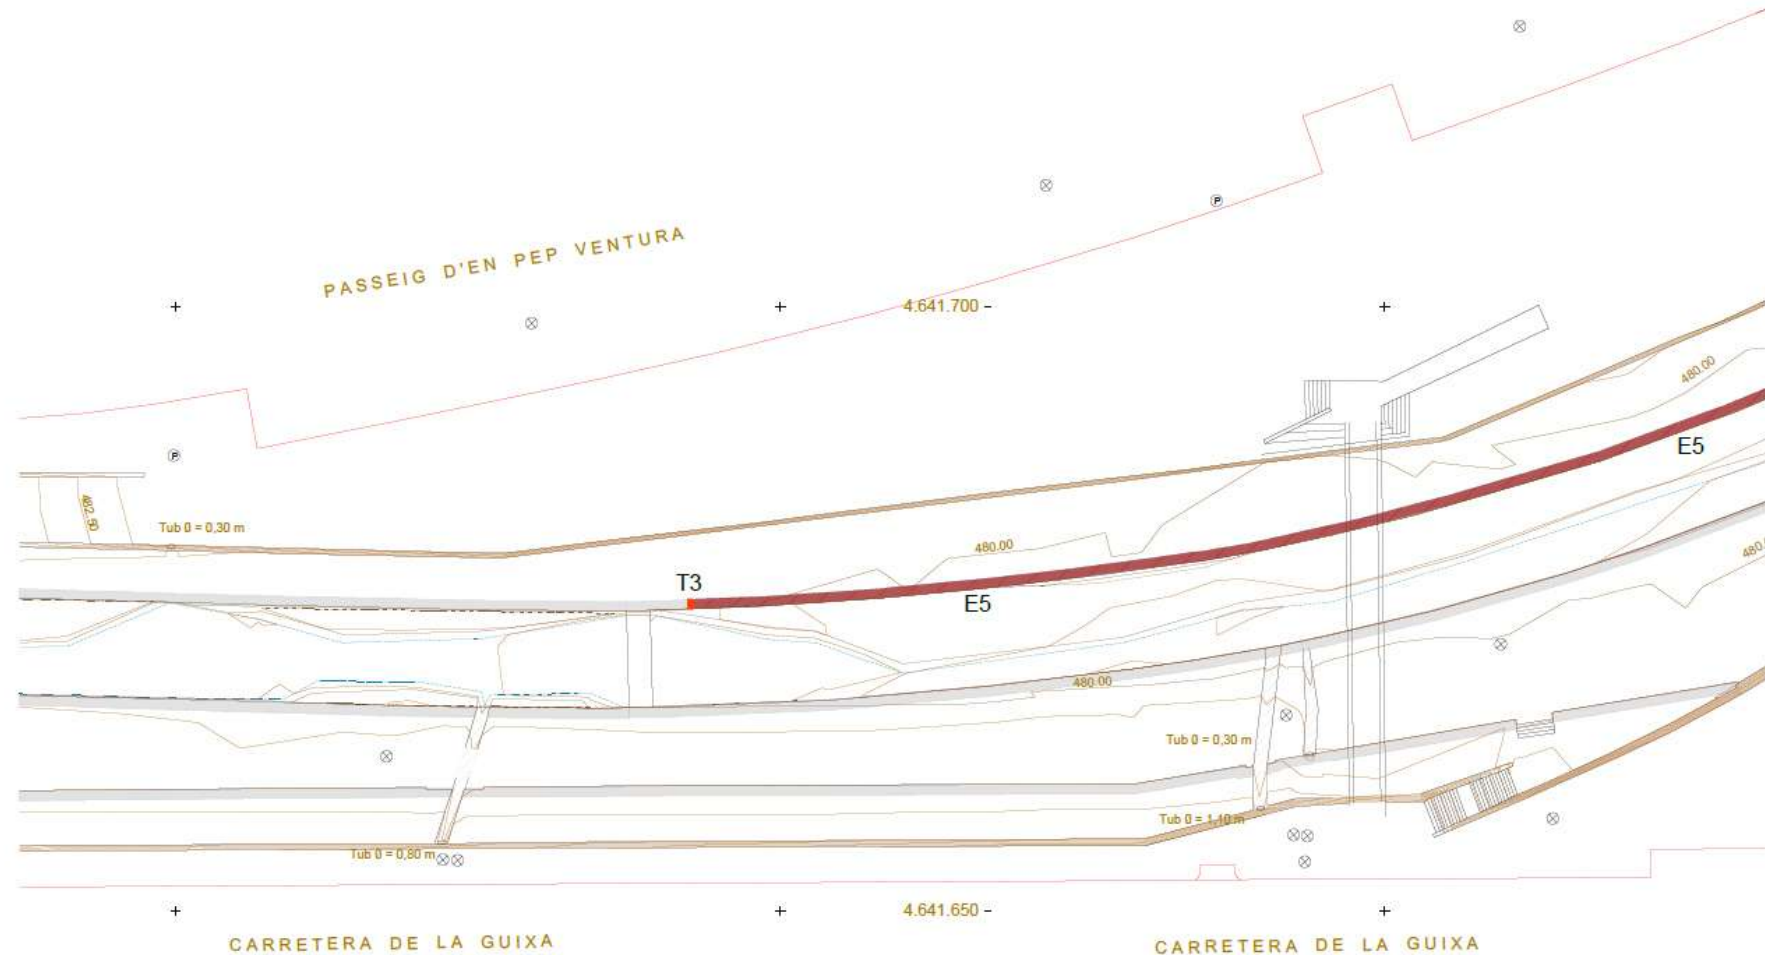 PASSEIG D'EN PEP VENTURA
4.641.700
480.00
P
P
482.50
Tub 0 = 0,30 m
E5
480.00
T3
E5
480.00
480.
Tub 0 = 0,30 m
Tub 0 = 1,10 m
Tub 0 = 0,80 m
4.641.650
CARRETERA DE LA GUIXA
CARRETERA DE LA GUIXA